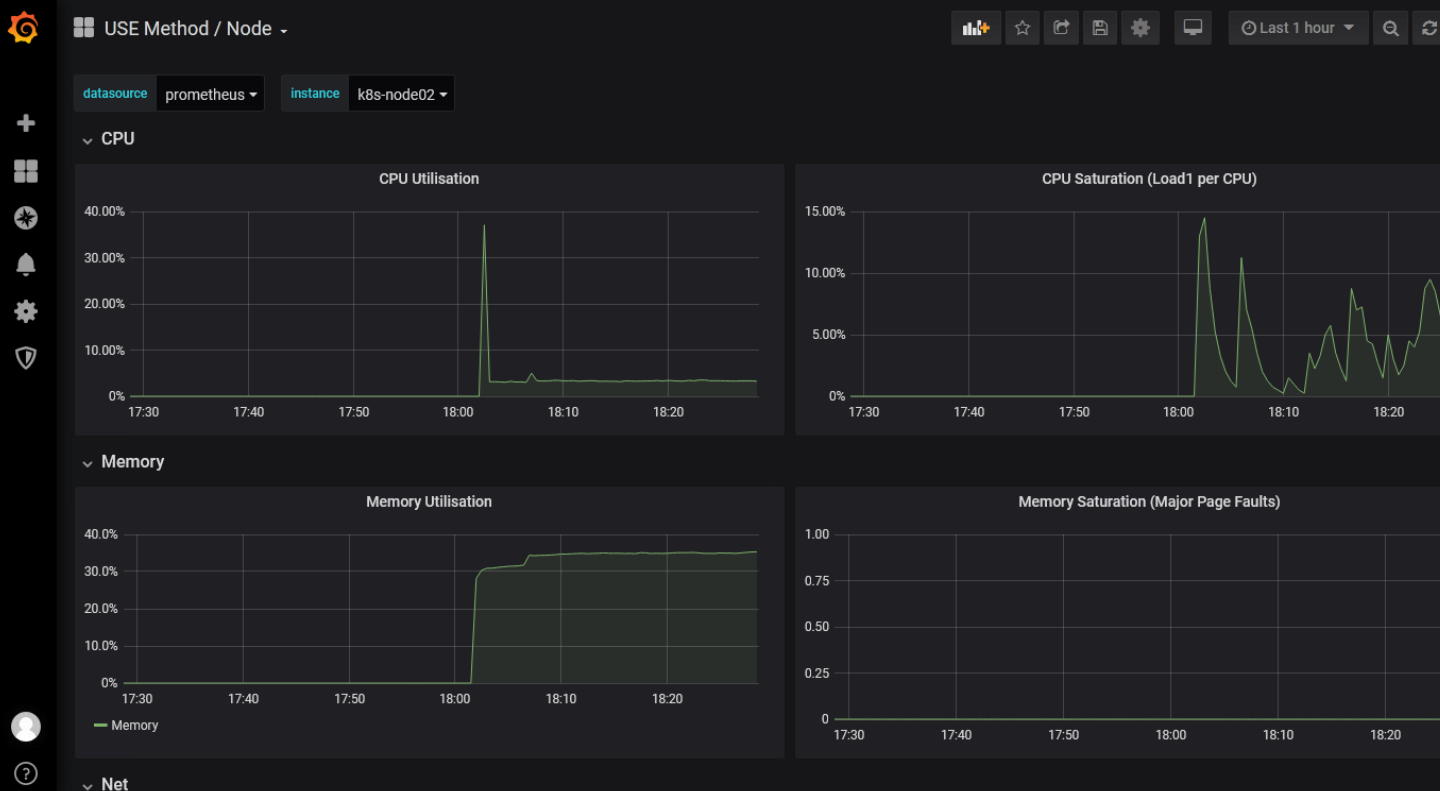 USE Method / Node
Last 1 hour
datasource prometheus instance k8s-node02
CPU
CPU Utilisation
40.00%
30.00%
20.00%
10.00%
0%
17:30 17:40 17:50 18:00 18:10 18:20
CPU Saturation (Load1 per CPU)
15.00%
10.00%
5.00%
0%
17:30 17:40 17:50 18:00 18:10 18:20
Memory
Memory Utilisation
40.0%
30.0%
20.0%
10.0%
0%
17:30 17:40 17:50 18:00 18:10 18:20
Memory
Memory Saturation (Major Page Faults)
1.00
0.75
0.50
0.25
0
17:30 17:40 17:50 18:00 18:10 18:20
Net